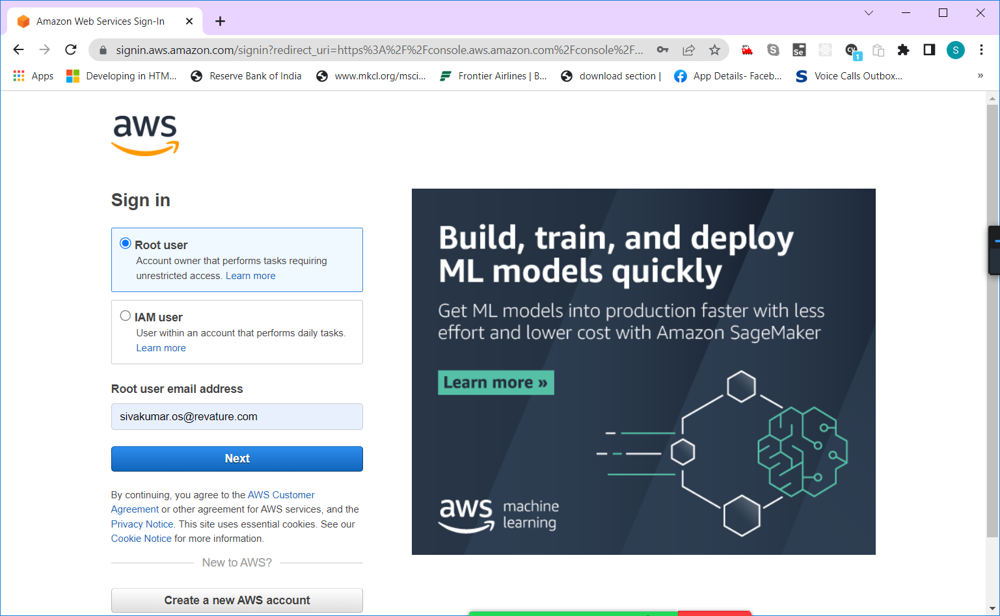 Amazon Web Services Sign-In
signin.aws.amazon.com/signin?redirect_uri=https%3A%2F%2Fconsole.aws.amazon.com%2Fconsole%2F...
S
Se
cy
1
S
Apps
Developing in HTM...
Reserve Bank of India
www.mkcl.org/msci...
Frontier Airlines | B...
download section |
App Details- Faceb...
S
Voice Calls Outbox...
»
aws
Sign in
Root user
Account owner that performs tasks requiring
unrestricted access. Learn more
IAM user
User within an account that performs daily tasks.
Learn more
Root user email address
sivakumar.os@revature.com
Next
By continuing, you agree to the AWS Customer
Agreement or other agreement for AWS services, and the
Privacy Notice. This site uses essential cookies. See our
Cookie Notice for more information.
New to AWS?
Create a new AWS account
Build, train, and deploy
ML models quickly
Get ML models into production faster with less
effort and lower cost with Amazon SageMaker
Learn more »
aws machine
learning